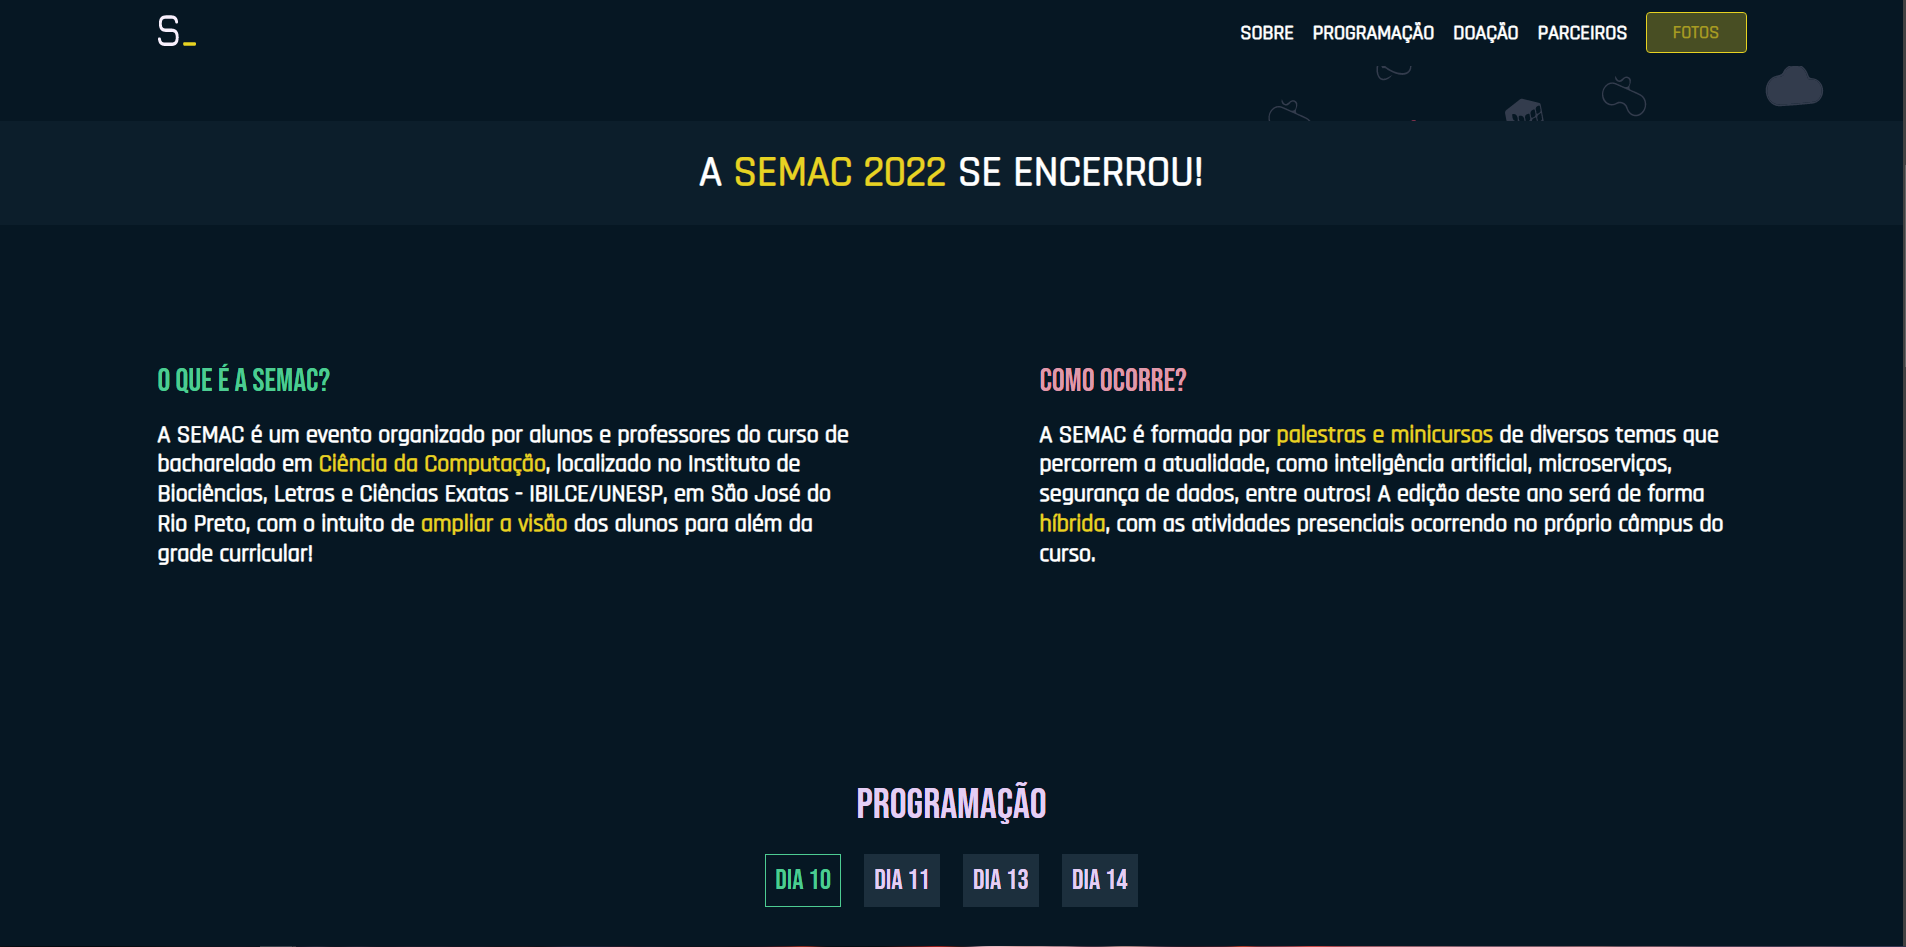 S_
SOBRE PROGRAMAÇÃO DOAÇÃO PARCEIROS FOTOS
A SEMAC 2022 SE ENCERROU!
O QUE É A SEMAC?
A SEMAC é um evento organizado por alunos e professores do curso de
bacharelado em Ciência da Computação, localizado no Instituto de
Biociências, Letras e Ciências Exatas - IBILCE/UNESP, em São José do
Rio Preto, com o intuito de ampliar a visão dos alunos para além da
grade curricular!
COMO OCORRE?
A SEMAC é formada por palestras e minicursos de diversos temas que
percorrem a atualidade, como inteligência artificial, microserviços,
segurança de dados, entre outros! A edição deste ano será de forma
híbrida, com as atividades presenciais ocorrendo no próprio câmpus do
curso.
PROGRAMAÇÃO
DIA 10 DIA 11 DIA 13 DIA 14